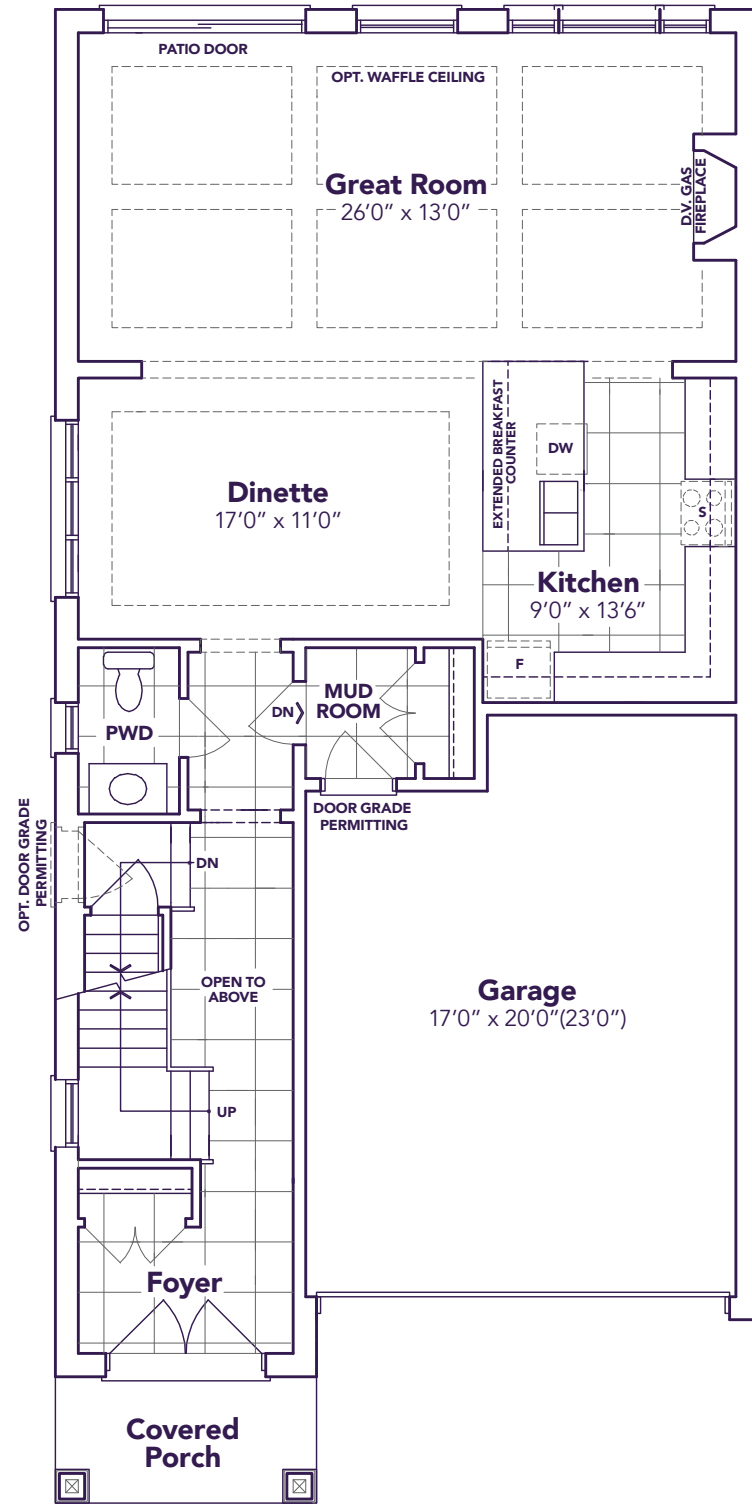 PATIO DOOR
OPT. WAFFLE CEILING
Great Room
26'0" x 13'0"
D.V. GAS
FIREPLACE
EXTENDED BREAKFAST
COUNTER
DW
S
Dinette
17'0" x 11'0"
Kitchen
9'0" x 13'6"
F
MUD
ROOM
DN
PWD
DOOR GRADE
PERMITTING
OPT. DOOR GRADE
PERMITTING
DN
OPEN TO
ABOVE
Garage
17'0" x 20'0"(23'0")
UP
Foyer
Covered
Porch